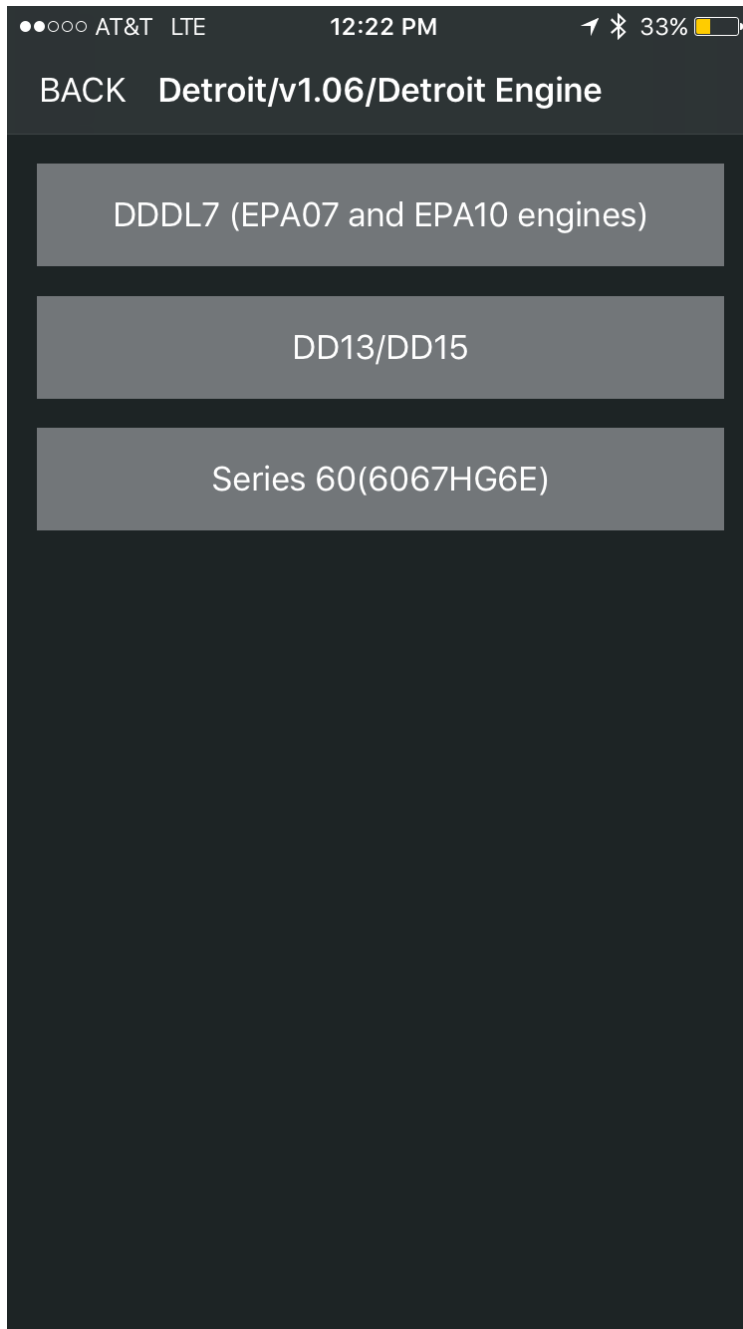 AT&T LTE 12:22 PM 33%
BACK Detroit/v1.06/Detroit Engine
DDDL7 (EPA07 and EPA10 engines)
DD13/DD15
Series 60(6067HG6E)